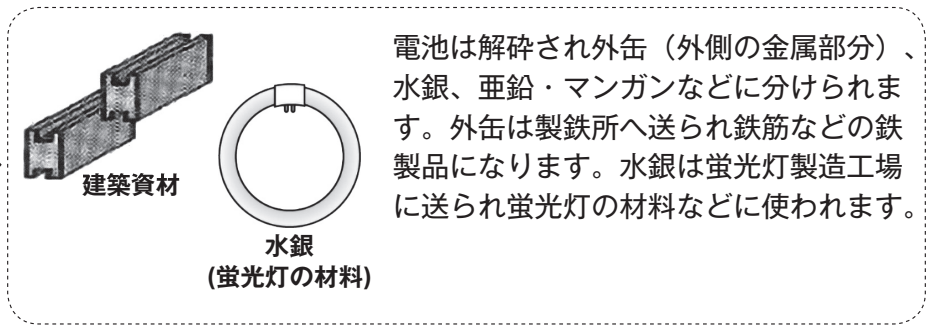 電池は解砕され外缶（外側の金属部分）、
水銀、亜鉛・マンガンなどに分けられま
す。外缶は製鉄所へ送られ鉄筋などの鉄
製品になります。水銀は蛍光灯製造工場
に送られ蛍光灯の材料などに使われます。
建築資材
水銀
(蛍光灯の材料)